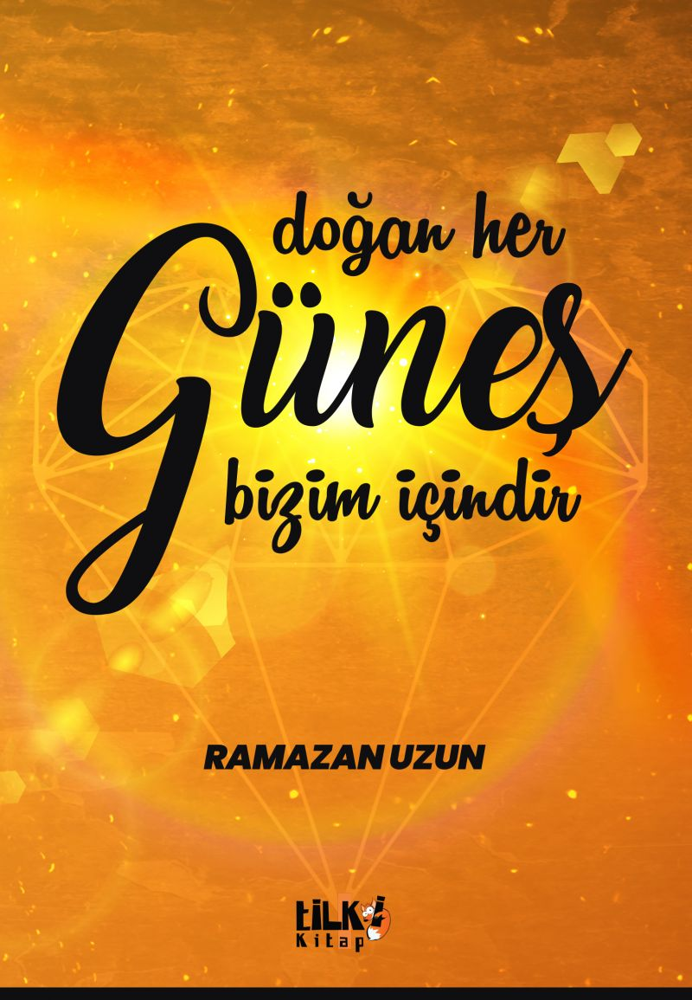 doğan her
Güneş
bizim içindir
RAMAZAN UZUN
tiLKi
Kitap